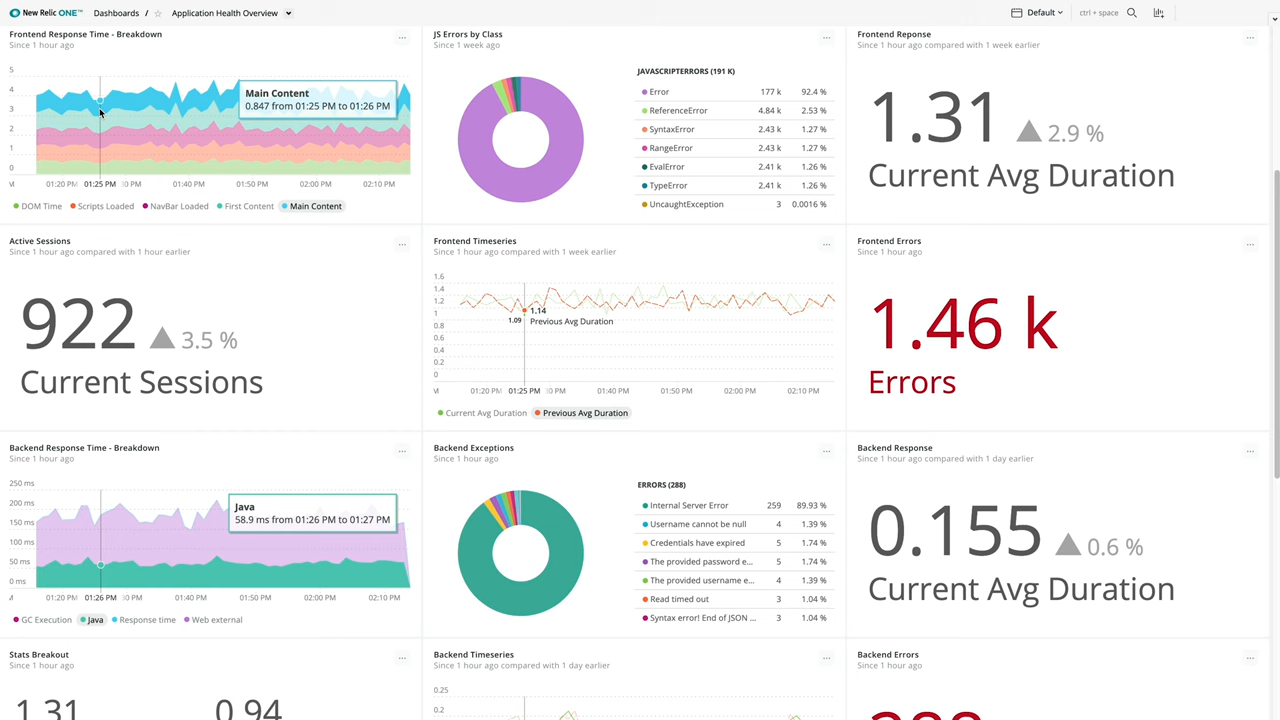 New Relic ONE™ Dashboards / Application Health Overview Default ctrl + space
Frontend Response Time - Breakdown
Since 1 hour ago
5
4
3
2
1
0
Main Content
0.847 from 01:25 PM to 01:26 PM
01:20 PM 01:25 PM 01:40 PM 01:50 PM 02:00 PM 02:10 PM
DOM Time Scripts Loaded NavBar Loaded First Content Main Content
JS Errors by Class
Since 1 week ago
JAVASCRIPTERRORS (191 K)
Error 177 k 92.4 %
ReferenceError 4.84 k 2.53 %
SyntaxError 2.43 k 1.27 %
RangeError 2.43 k 1.27 %
EvalError 2.41 k 1.26 %
TypeError 2.41 k 1.26 %
UncaughtException 3 0.0016 %
Frontend Reponse
Since 1 hour ago compared with 1 week earlier
1.31 2.9 %
Current Avg Duration
Active Sessions
Since 1 hour ago compared with 1 hour earlier
922 3.5 %
Current Sessions
Frontend Timeseries
Since 1 hour ago compared with 1 week earlier
1.6
1.4
1.2
1
0.8
0.6
0.4
0.2
0
1.14
1.09 Previous Avg Duration
01:20 PM 01:25 PM 01:40 PM 01:50 PM 02:00 PM 02:10 PM
Current Avg Duration Previous Avg Duration
Frontend Errors
Since 1 hour ago
1.46 k
Errors
Backend Response Time - Breakdown
Since 1 hour ago
250 ms
200 ms
150 ms
100 ms
50 ms
0 ms
Java
58.9 ms from 01:26 PM to 01:27 PM
01:20 PM 01:26 PM 01:40 PM 01:50 PM 02:00 PM 02:10 PM
GC Execution Java Response time Web external
Backend Exceptions
Since 1 hour ago
ERRORS (288)
Internal Server Error 259 89.93 %
Username cannot be null 4 1.39 %
Credentials have expired 5 1.74 %
The provided password e... 5 1.74 %
The provided username e... 4 1.39 %
Read timed out 3 1.04 %
Syntax error! End of JSON ... 3 1.04 %
Backend Response
Since 1 hour ago compared with 1 day earlier
0.155 0.6 %
Current Avg Duration
Stats Breakout
Since 1 hour ago
1.31 0.94
Backend Timeseries
Since 1 hour ago compared with 1 day earlier
0.25
0.2
Backend Errors
Since 1 hour ago